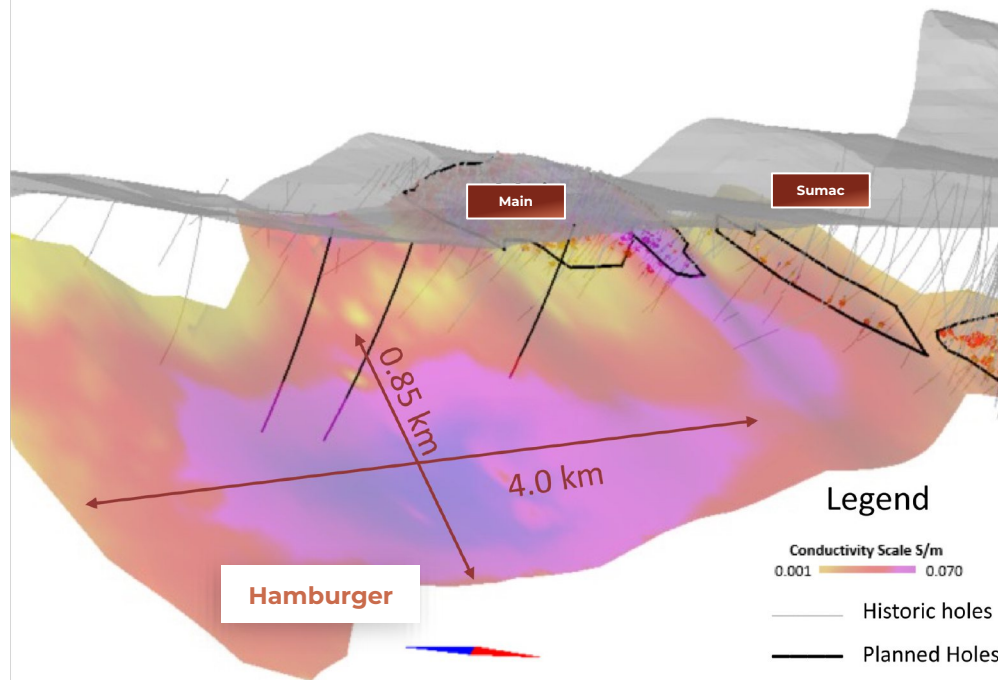 Main
Sumac
0.85 km
4.0 km
Hamburger
Legend
Conductivity Scale S/m
0.001
0.070
Historic holes
Planned Holes